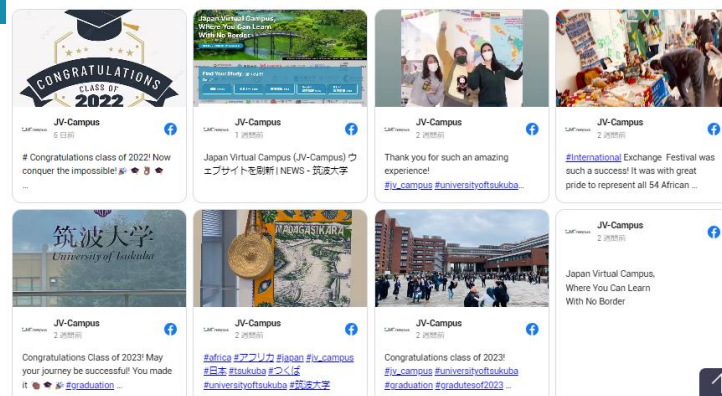 CONGRATULATIONS
CLASS OF
2022
JV-Campus
6 日前
# Congratulations class of 2022! Now
conquer the impossible!
...
Japan Virtual Campus,
Where You Can Learn
With No Border
Find Your Study
JV-Campus
1 週間前
Japan Virtual Campus (JV-Campus) ウ
ェブサイトを刷新 | NEWS - 筑波大学
JV-Campus
2 週間前
Thank you for such an amazing
experience!
#jv_campus #universityoftsukuba...
JV-Campus
2 週間前
#International Exchange Festival was
such a success! It was with great
pride to represent all 54 African ...
筑波大学
University of Tsukuba
JV-Campus
2 週間前
Congratulations Class of 2023! May
your journey be successful! You made
it #graduation ...
MADAGASIKARA
JV-Campus
2 週間前
#africa #アフリカ #japan #jv_campus
#日本 #tsukuba #つくば
#universityoftsukuba #筑波大学
JV-Campus
2 週間前
Congratulations class of 2023!
#jv_campus #universityoftsukuba
#graduation #gradutesof2023 ...
JV-Campus
2 週間前
Japan Virtual Campus,
Where You Can Learn
With No Border